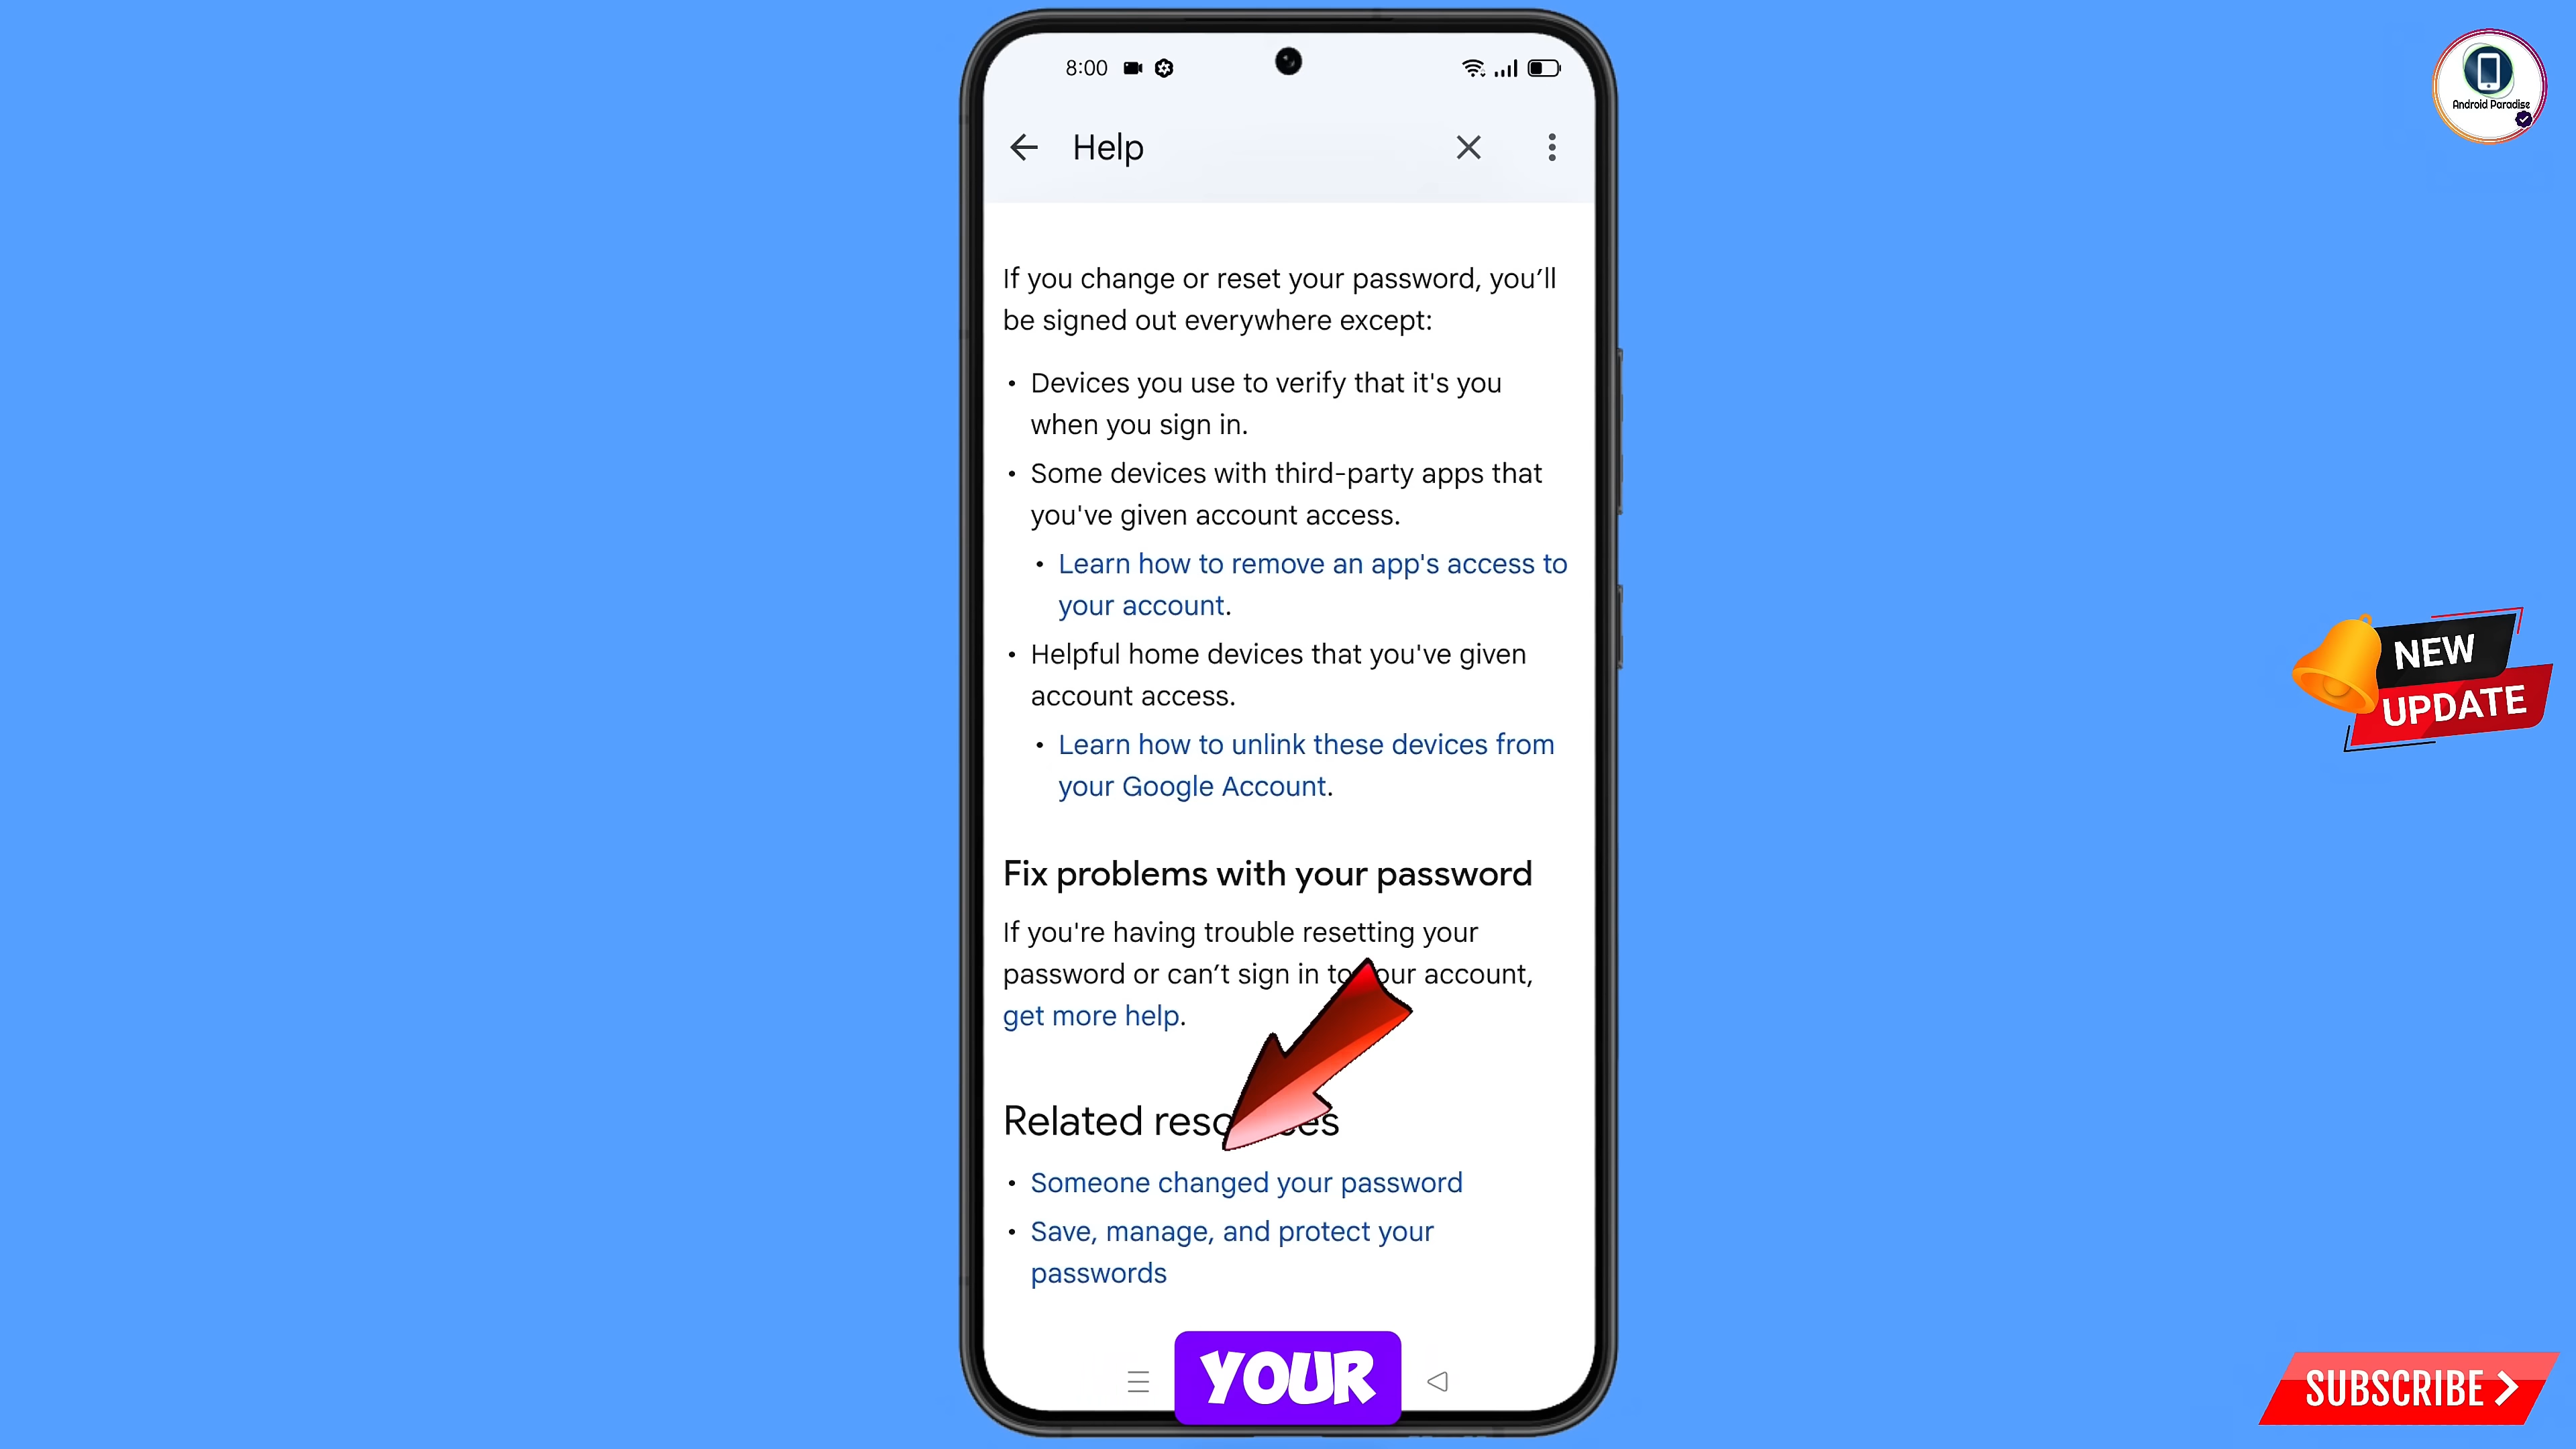 8:00
Android Paradise
Help
If you change or reset your password, you’ll
be signed out everywhere except:
• Devices you use to verify that it's you
when you sign in.
• Some devices with third-party apps that
you've given account access.
• Learn how to remove an app's access to
your account.
• Helpful home devices that you've given
account access.
• Learn how to unlink these devices from
your Google Account.
NEW
UPDATE
Fix problems with your password
If you're having trouble resetting your
password or can’t sign in to your account,
get more help.
Related resources
• Someone changed your password
• Save, manage, and protect your
passwords
YOUR
SUBSCRIBE